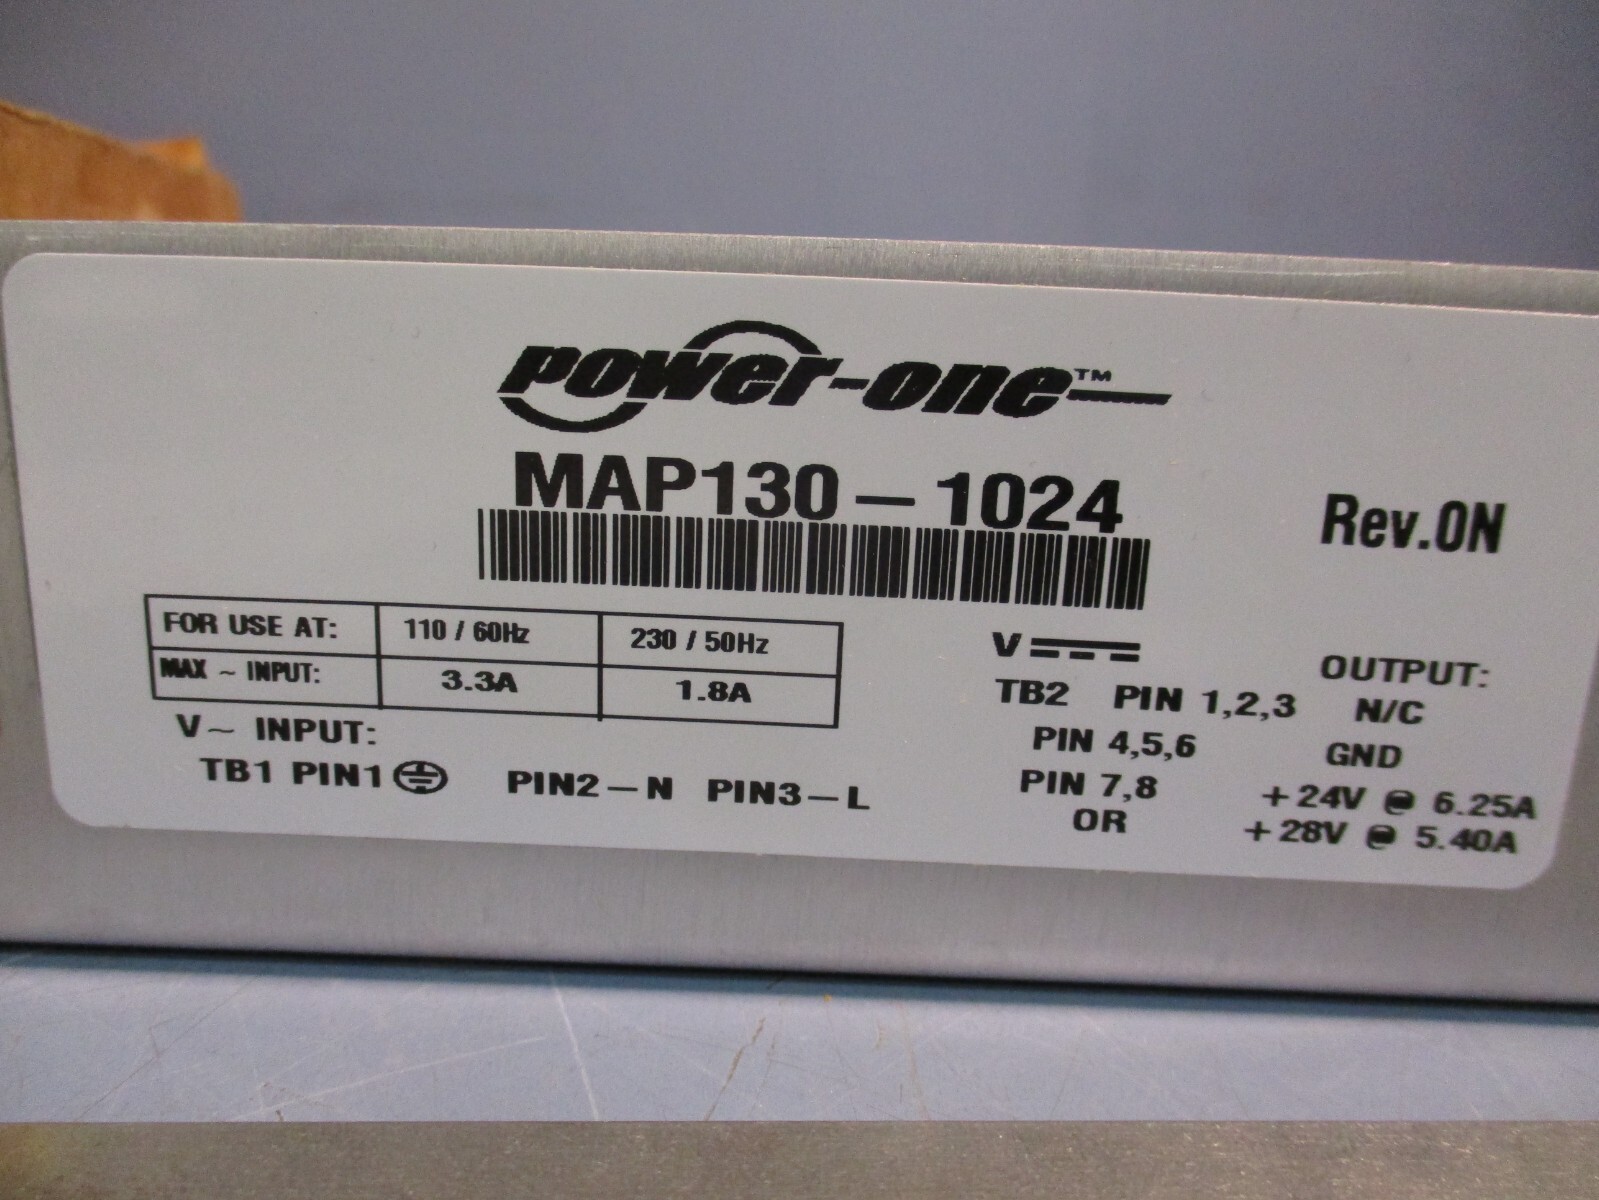 power-one™
MAP130-1024
Rev.0N
FOR USE AT: 110 / 60Hz 230 / 50Hz
MAX ~ INPUT: 3.3A 1.8A
V~ INPUT:
TB1 PIN1 PIN2-N PIN3-L
V
OUTPUT:
TB2 PIN 1,2,3 N/C
PIN 4,5,6 GND
PIN 7,8 +24V @ 6.25A
OR +28V @ 5.40A